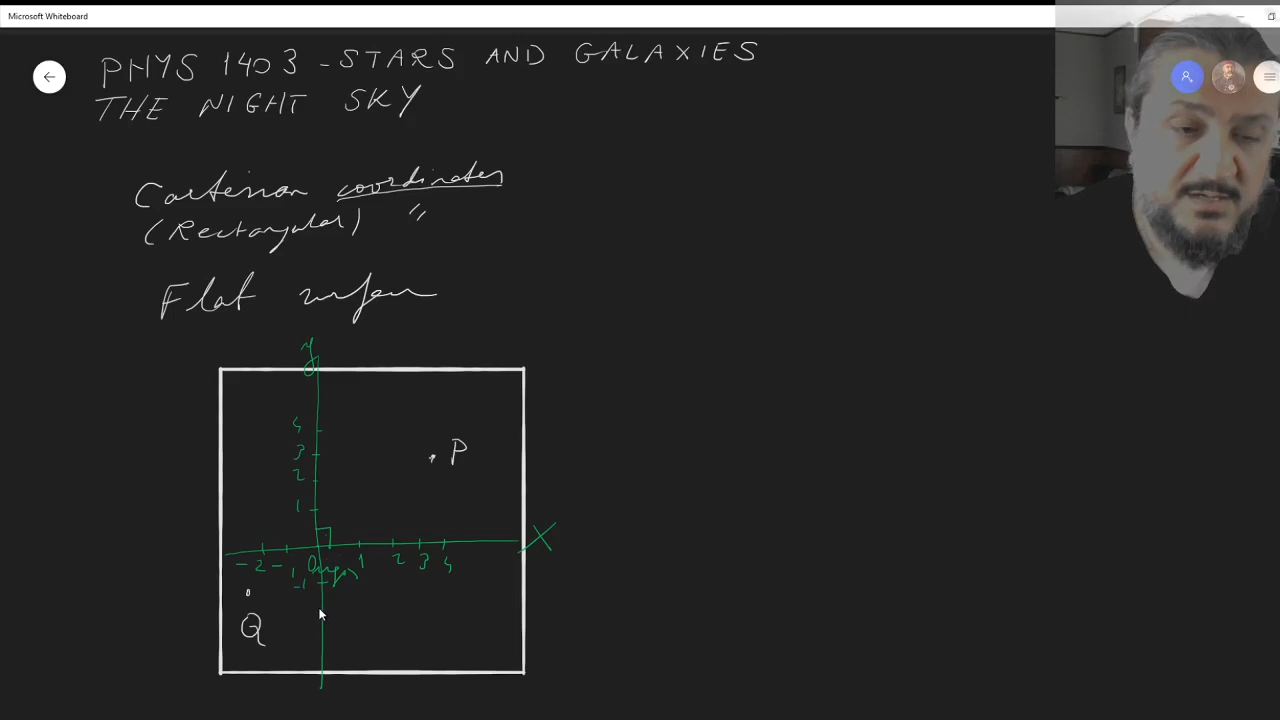 Microsoft Whiteboard
PHYS 1403 - STARS AND GALAXIES
THE NIGHT SKY
Cartesian coordinates
(Rectangular) "
Flat surface
y
4
3
2
1
P
X
-2 -1 Origin 1 2 3 4
-1
Q